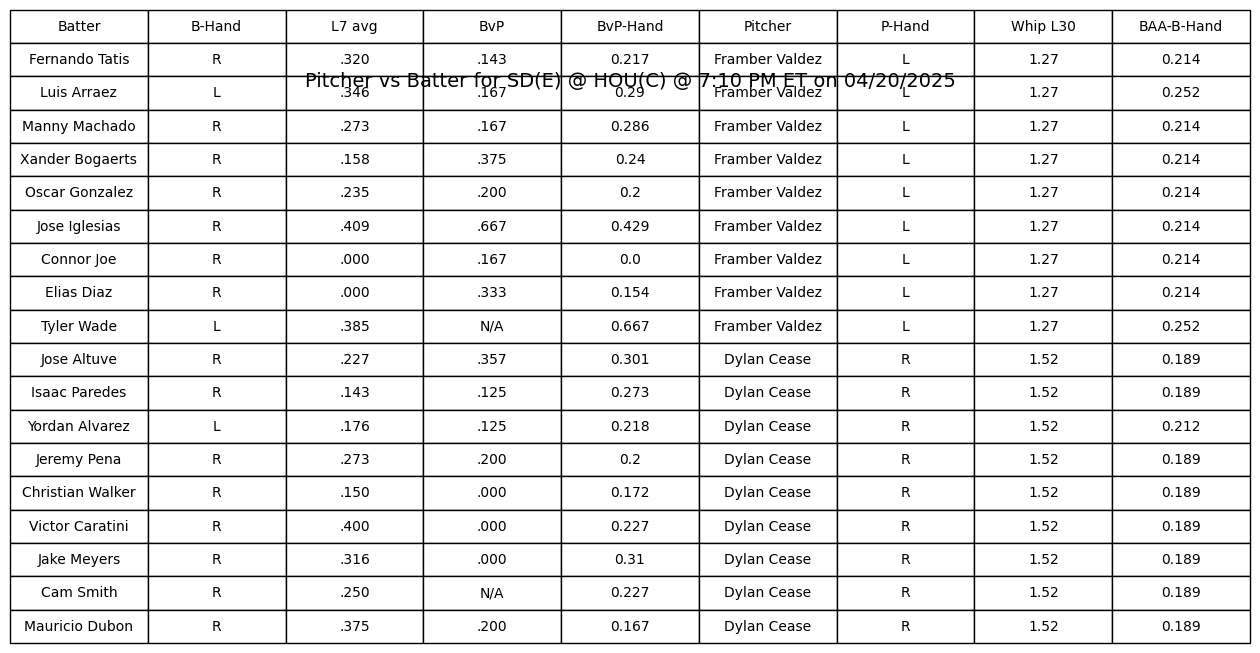 Batter B-Hand L7 avg BvP BvP-Hand Pitcher P-Hand Whip L30 BAA-B-Hand
Fernando Tatis R .320 .143 0.217 Framber Valdez L 1.27 0.214
Pitcher vs Batter for SD(E) @ HOU(C) @ 7:10 PM ET on 04/20/2025
Luis Arraez L .346 .167 0.29 Framber Valdez L 1.27 0.252
Manny Machado R .273 .167 0.286 Framber Valdez L 1.27 0.214
Xander Bogaerts R .158 .375 0.24 Framber Valdez L 1.27 0.214
Oscar Gonzalez R .235 .200 0.2 Framber Valdez L 1.27 0.214
Jose Iglesias R .409 .667 0.429 Framber Valdez L 1.27 0.214
Connor Joe R .000 .167 0.0 Framber Valdez L 1.27 0.214
Elias Diaz R .000 .333 0.154 Framber Valdez L 1.27 0.214
Tyler Wade L .385 N/A 0.667 Framber Valdez L 1.27 0.252
Jose Altuve R .227 .357 0.301 Dylan Cease R 1.52 0.189
Isaac Paredes R .143 .125 0.273 Dylan Cease R 1.52 0.189
Yordan Alvarez L .176 .125 0.218 Dylan Cease R 1.52 0.212
Jeremy Pena R .273 .200 0.2 Dylan Cease R 1.52 0.189
Christian Walker R .150 .000 0.172 Dylan Cease R 1.52 0.189
Victor Caratini R .400 .000 0.227 Dylan Cease R 1.52 0.189
Jake Meyers R .316 .000 0.31 Dylan Cease R 1.52 0.189
Cam Smith R .250 N/A 0.227 Dylan Cease R 1.52 0.189
Mauricio Dubon R .375 .200 0.167 Dylan Cease R 1.52 0.189